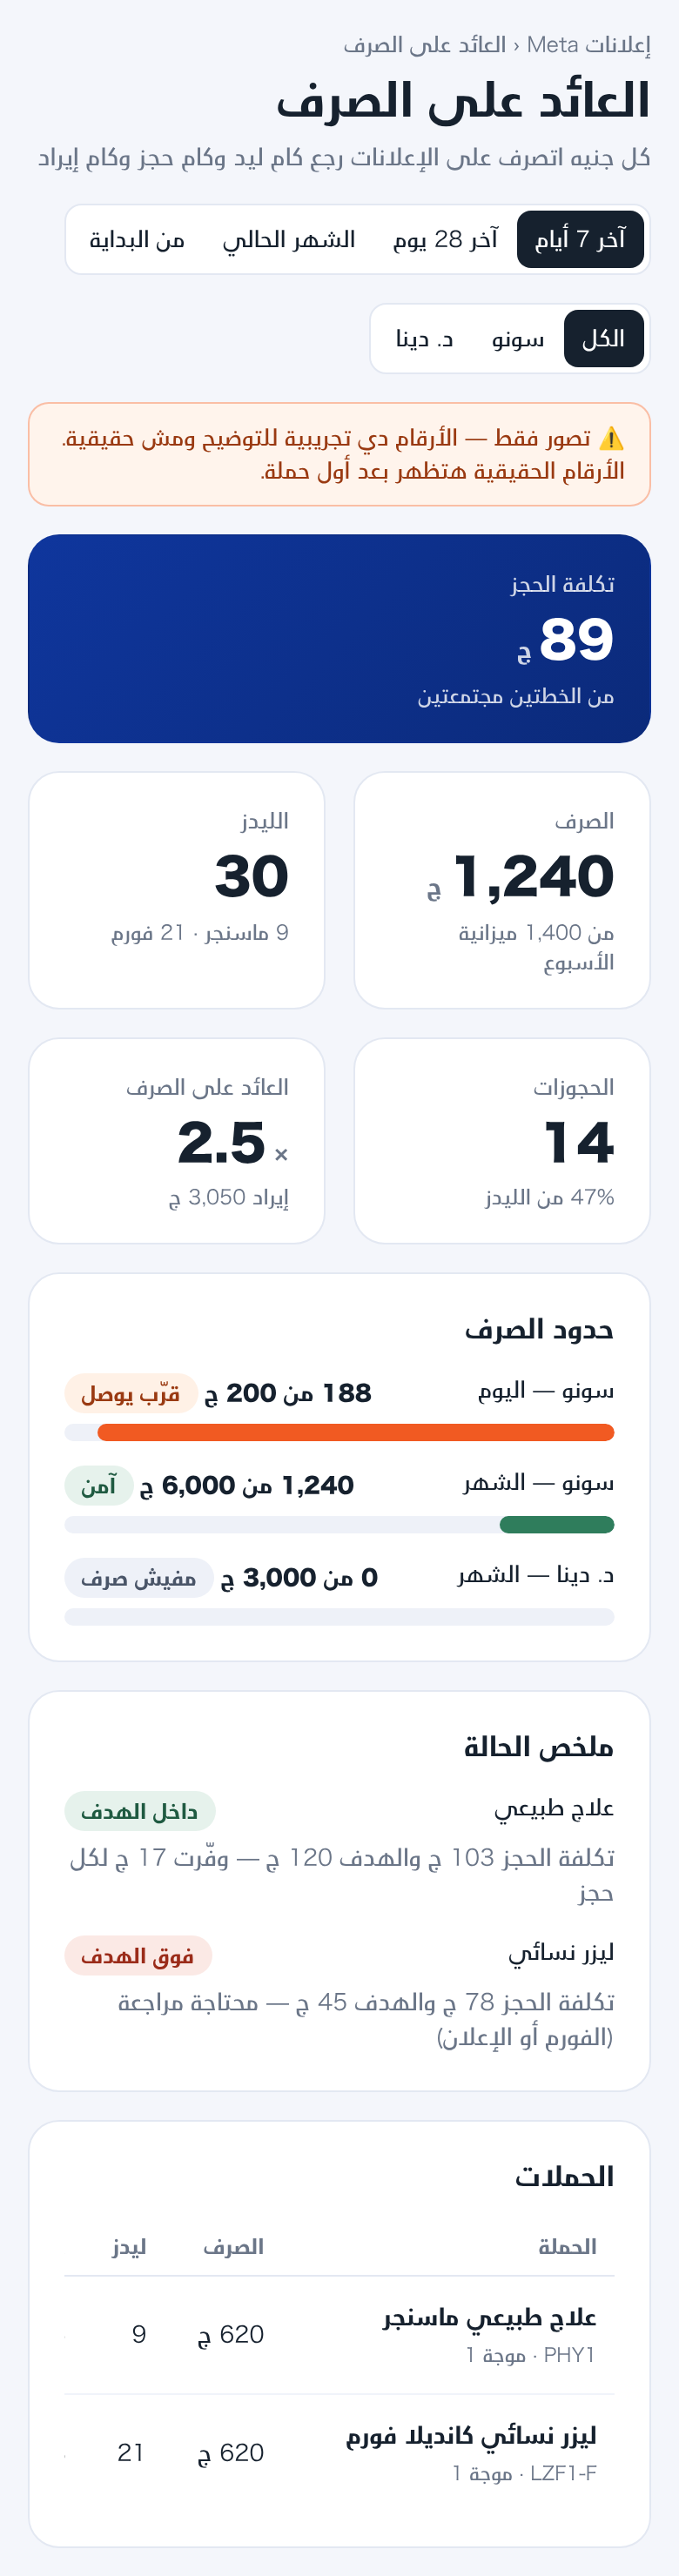 إعلانات Meta ‹ العائد على الصرف
العائد على الصرف
كل جنيه اتصرف على الإعلانات رجع كام ليد وكام حجز وكام إيراد
آخر 7 أيام
آخر 28 يوم
الشهر الحالي
من البداية
الكل
سونو
د. دينا
⚠️ تصور فقط — الأرقام دي تجريبية للتوضيح ومش حقيقية.
الأرقام الحقيقية هتظهر بعد أول حملة.
تكلفة الحجز
89 ج
من الخطتين مجتمعتين
الصرف
1,240 ج
من 1,400 ميزانية
الأسبوع
الليدز
30
9 ماسنجر · 21 فورم
الحجوزات
14
47% من الليدز
العائد على الصرف
× 2.5
إيراد 3,050 ج
حدود الصرف
سونو — اليوم
188 من 200 ج
قرّب يوصل
سونو — الشهر
1,240 من 6,000 ج
آمن
د. دينا — الشهر
0 من 3,000 ج
مفيش صرف
ملخص الحالة
علاج طبيعي
داخل الهدف
تكلفة الحجز 103 ج والهدف 120 ج — وفّرت 17 ج لكل
حجز
ليزر نسائي
فوق الهدف
تكلفة الحجز 78 ج والهدف 45 ج — محتاجة مراجعة
(الفورم أو الإعلان)
الحملات
الحملة
الصرف
ليدز
علاج طبيعي ماسنجر
620 ج
9
PHY1 · موجة 1
ليزر نسائي كانديلا فورم
620 ج
21
LZF1-F · موجة 1